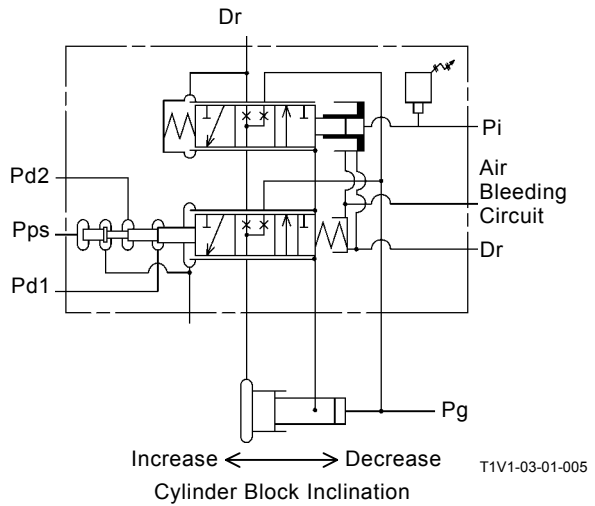 Dr
Pi
Pd2
Air
Bleeding
Circuit
Pps
Dr
Pd1
Pg
Increase Decrease
T1V1-03-01-005
Cylinder Block Inclination